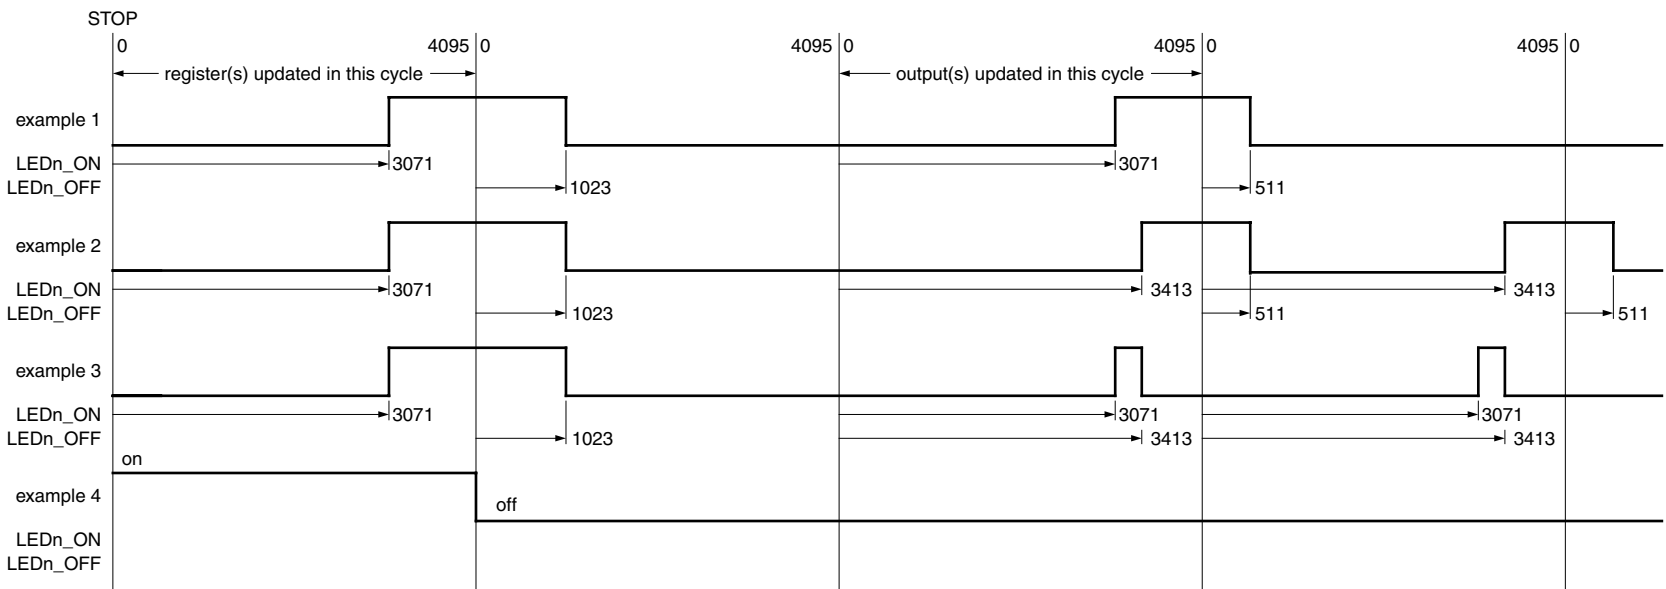 STOP
0 4095 0 4095 0 4095 0 4095 0
register(s) updated in this cycle output(s) updated in this cycle
example 1
LEDn_ON 3071 3071
LEDn_OFF 1023 511
example 2
LEDn_ON 3071 3413 3413
LEDn_OFF 1023 511 511
example 3
LEDn_ON 3071 3071 3071
LEDn_OFF 1023 3413 3413
on
example 4 off
LEDn_ON
LEDn_OFF